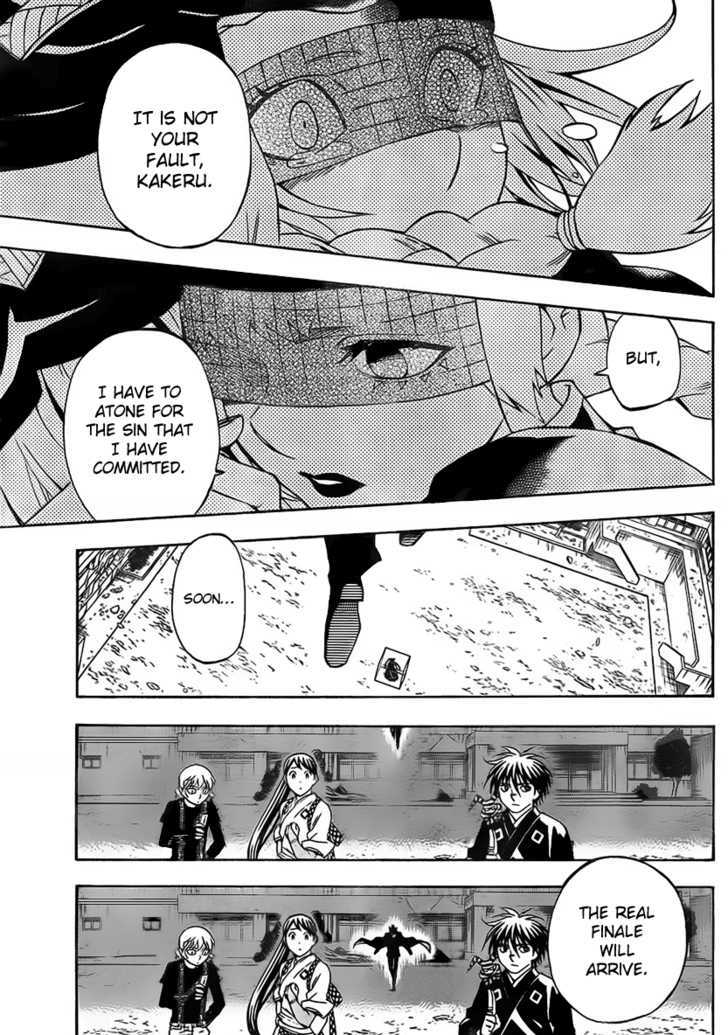 IT IS NOT
YOUR
FAULT,
KAKERU.
BUT,
I HAVE TO
ATONE FOR
THE SIN THAT
I HAVE
COMMITTED.
SOON...
THE REAL
FINALE
WILL
ARRIVE.